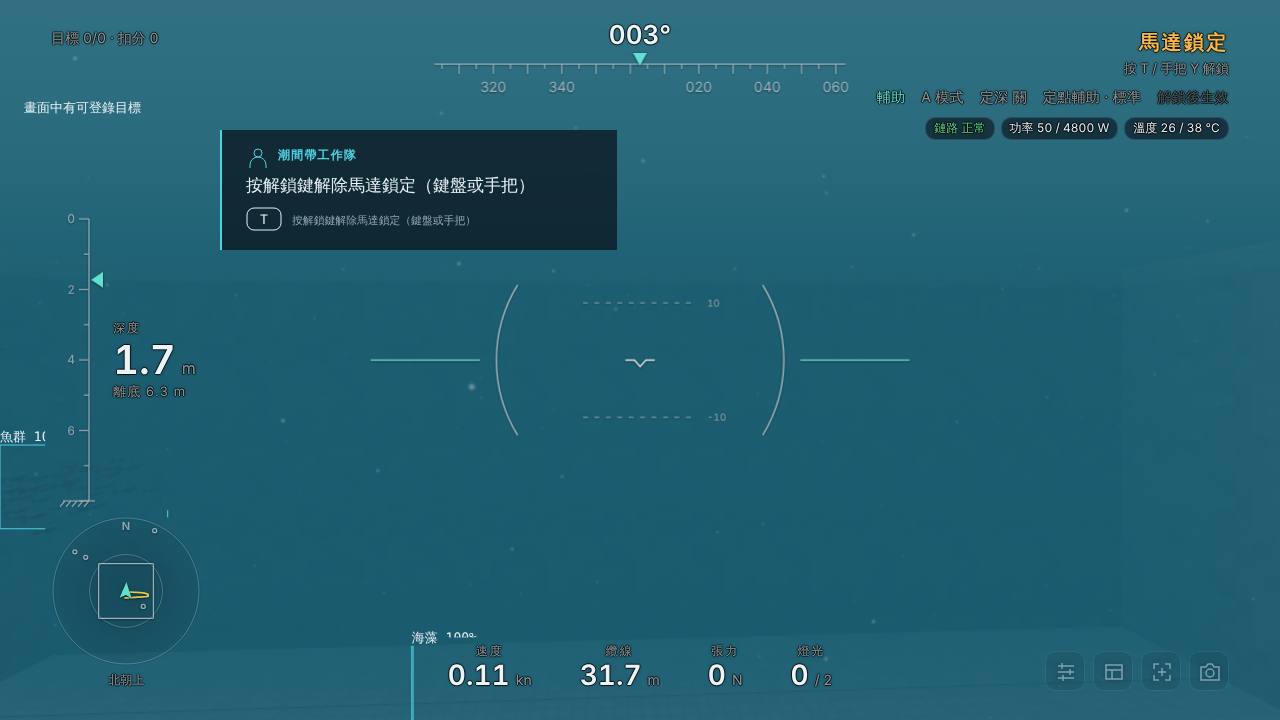 目標 0/0 · 扣分 0
003°
320 340 020 040 060
馬達鎖定
按 T / 手把 Y 解鎖
輔助 A 模式 定深 關 定點輔助 · 標準 解鎖後生效
鏈路 正常 功率 50 / 4800 W 溫度 26 / 38 °C
畫面中有可登錄目標
潮間帶工作隊
按解鎖鍵解除馬達鎖定（鍵盤或手把）
T 按解鎖鍵解除馬達鎖定（鍵盤或手把）
0
2
4
6
深度
1.7 m
離底 6.3 m
10
-10
魚群 10
N
北朝上
海藻 100%
速度 纜線 張力 燈光
0.11 kn 31.7 m 0 N 0 / 2